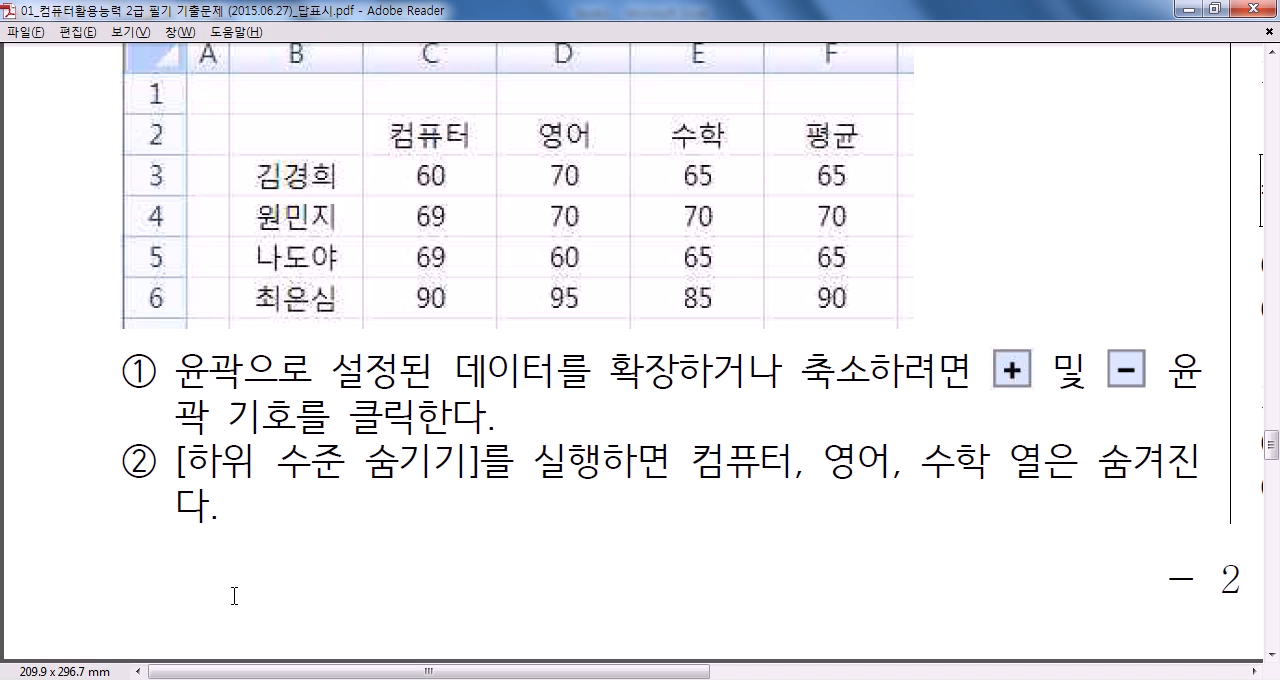 01_컴퓨터활용능력 2급 필기 기출문제 (2015.06.27)_답표시.pdf - Adobe Reader
파일(F) 편집(E) 보기(V) 창(W) 도움말(H)
A B C D E F
1
2 컴퓨터 영어 수학 평균
3 김경희 60 70 65 65
4 원민지 69 70 70 70
5 나도야 69 60 65 65
6 최은심 90 95 85 90
① 윤곽으로 설정된 데이터를 확장하거나 축소하려면 + 및 - 윤
곽 기호를 클릭한다.
② [하위 수준 숨기기]를 실행하면 컴퓨터, 영어, 수학 열은 숨겨진
다.
- 2
209.9 x 296.7 mm